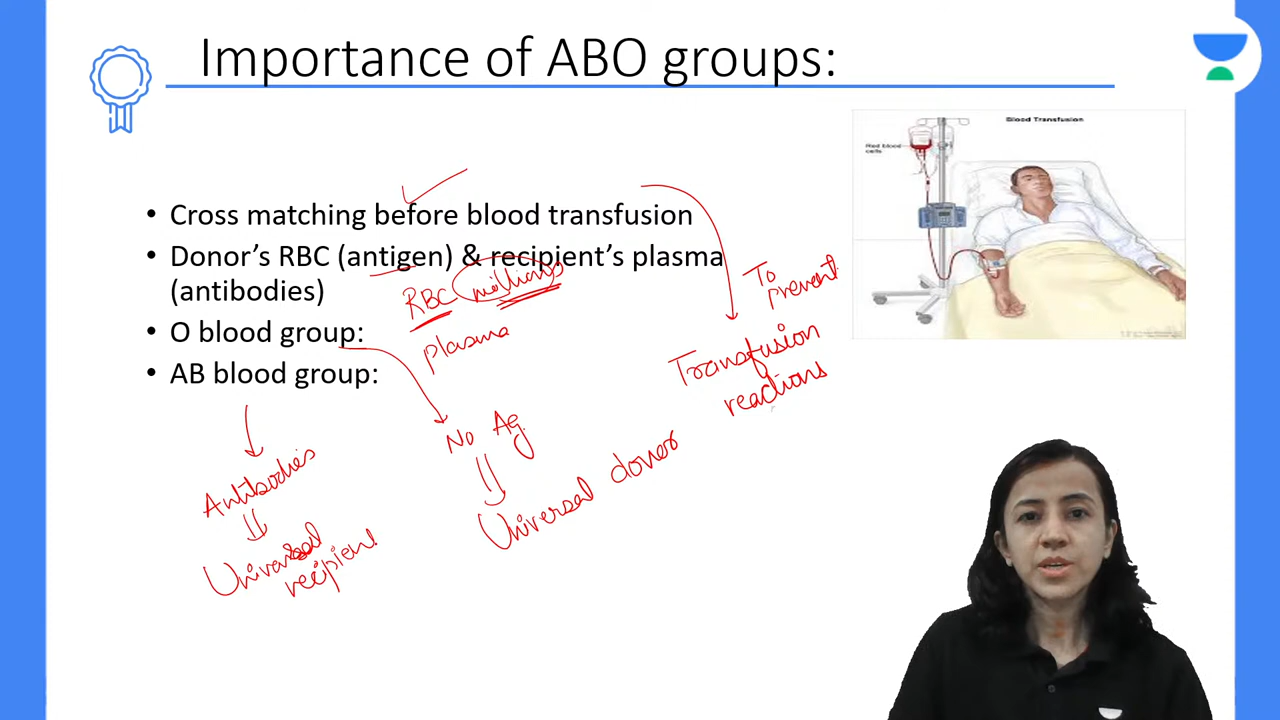 Importance of ABO groups:
Blood Transfusion
Red blood
cells
• Cross matching before blood transfusion
• Donor's RBC (antigen) & recipient's plasma
(antibodies)
RBC millions
plasma
• O blood group:
• AB blood group:
To
prevent
Transfusion
reactions
No Ag.
Universal donor
Antibodies
Universal
recipient